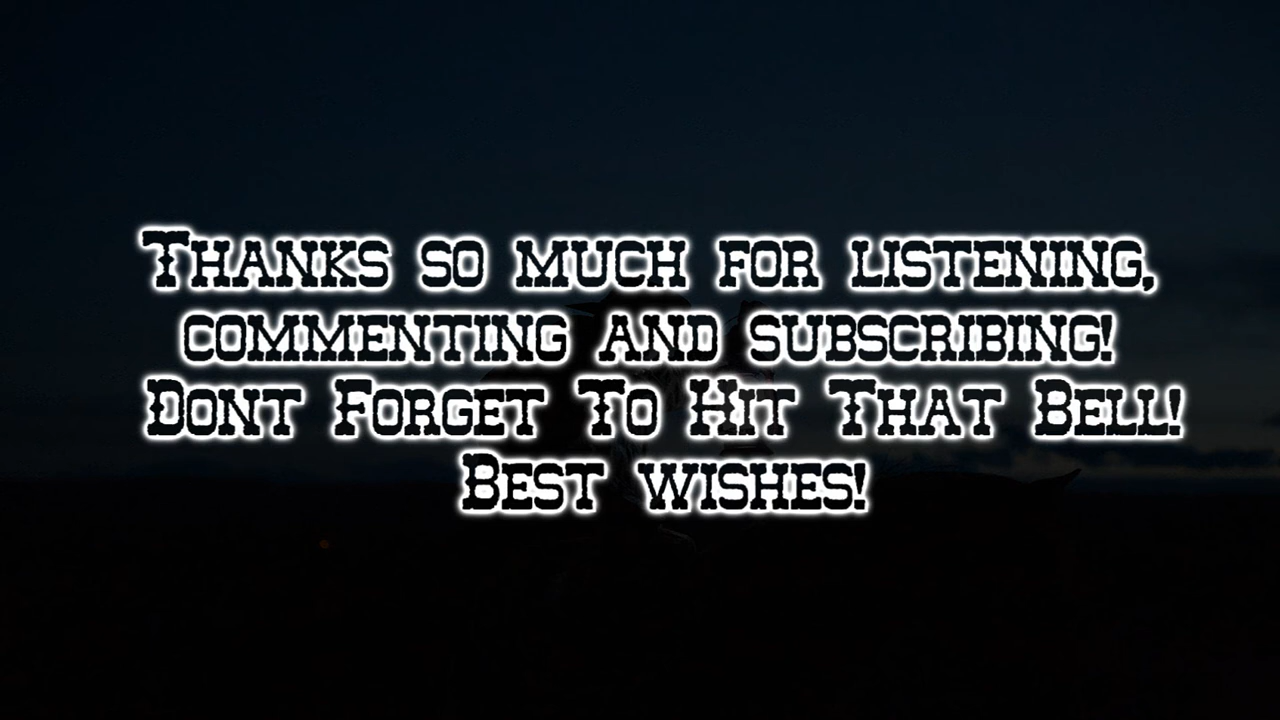 Thanks so much for listening,
commenting and subscribing!
Dont Forget To Hit That Bell!
Best wishes!